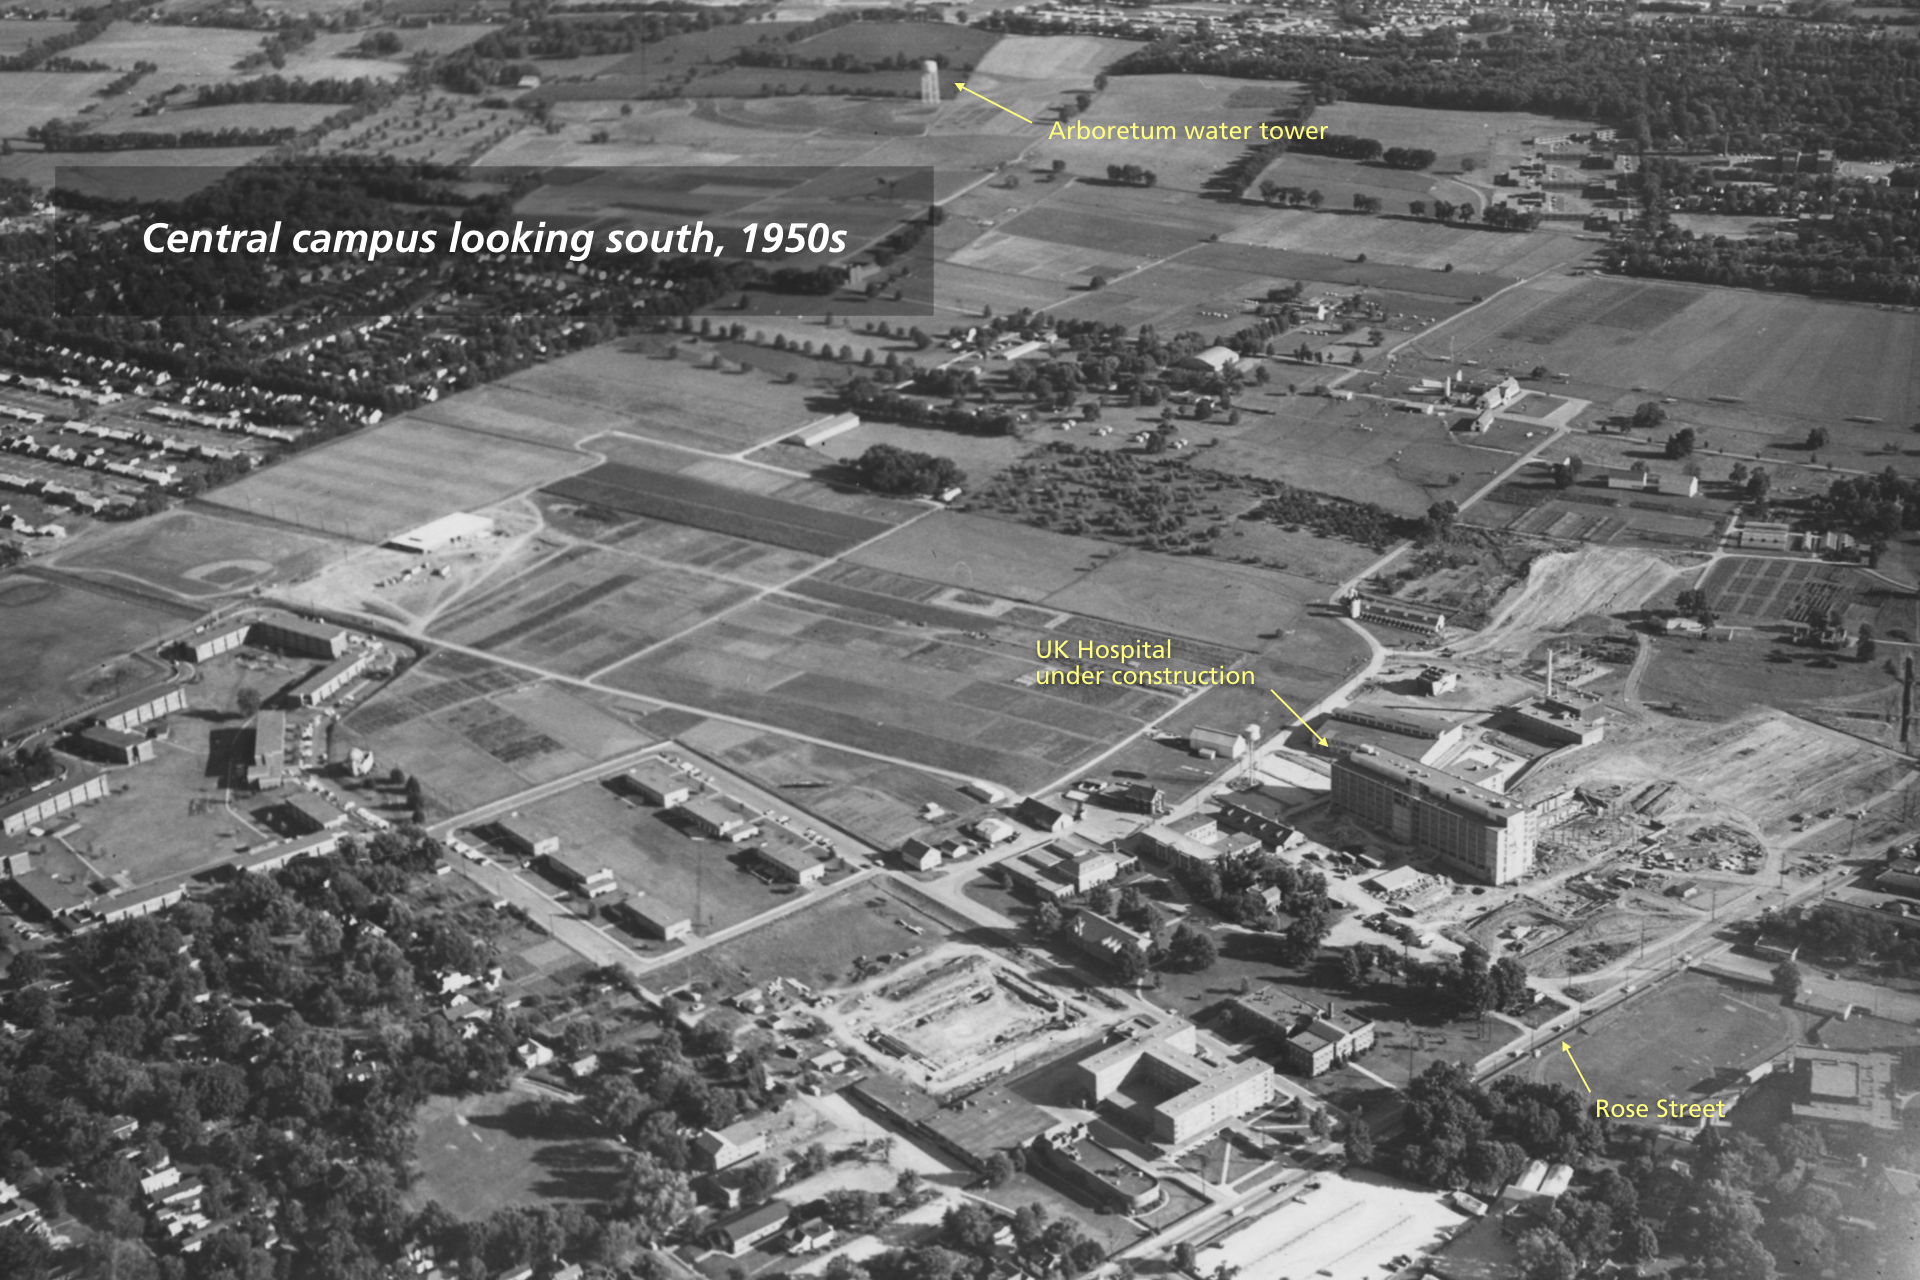 Arboretum water tower
Central campus looking south, 1950s
UK Hospital
under construction
Rose Street